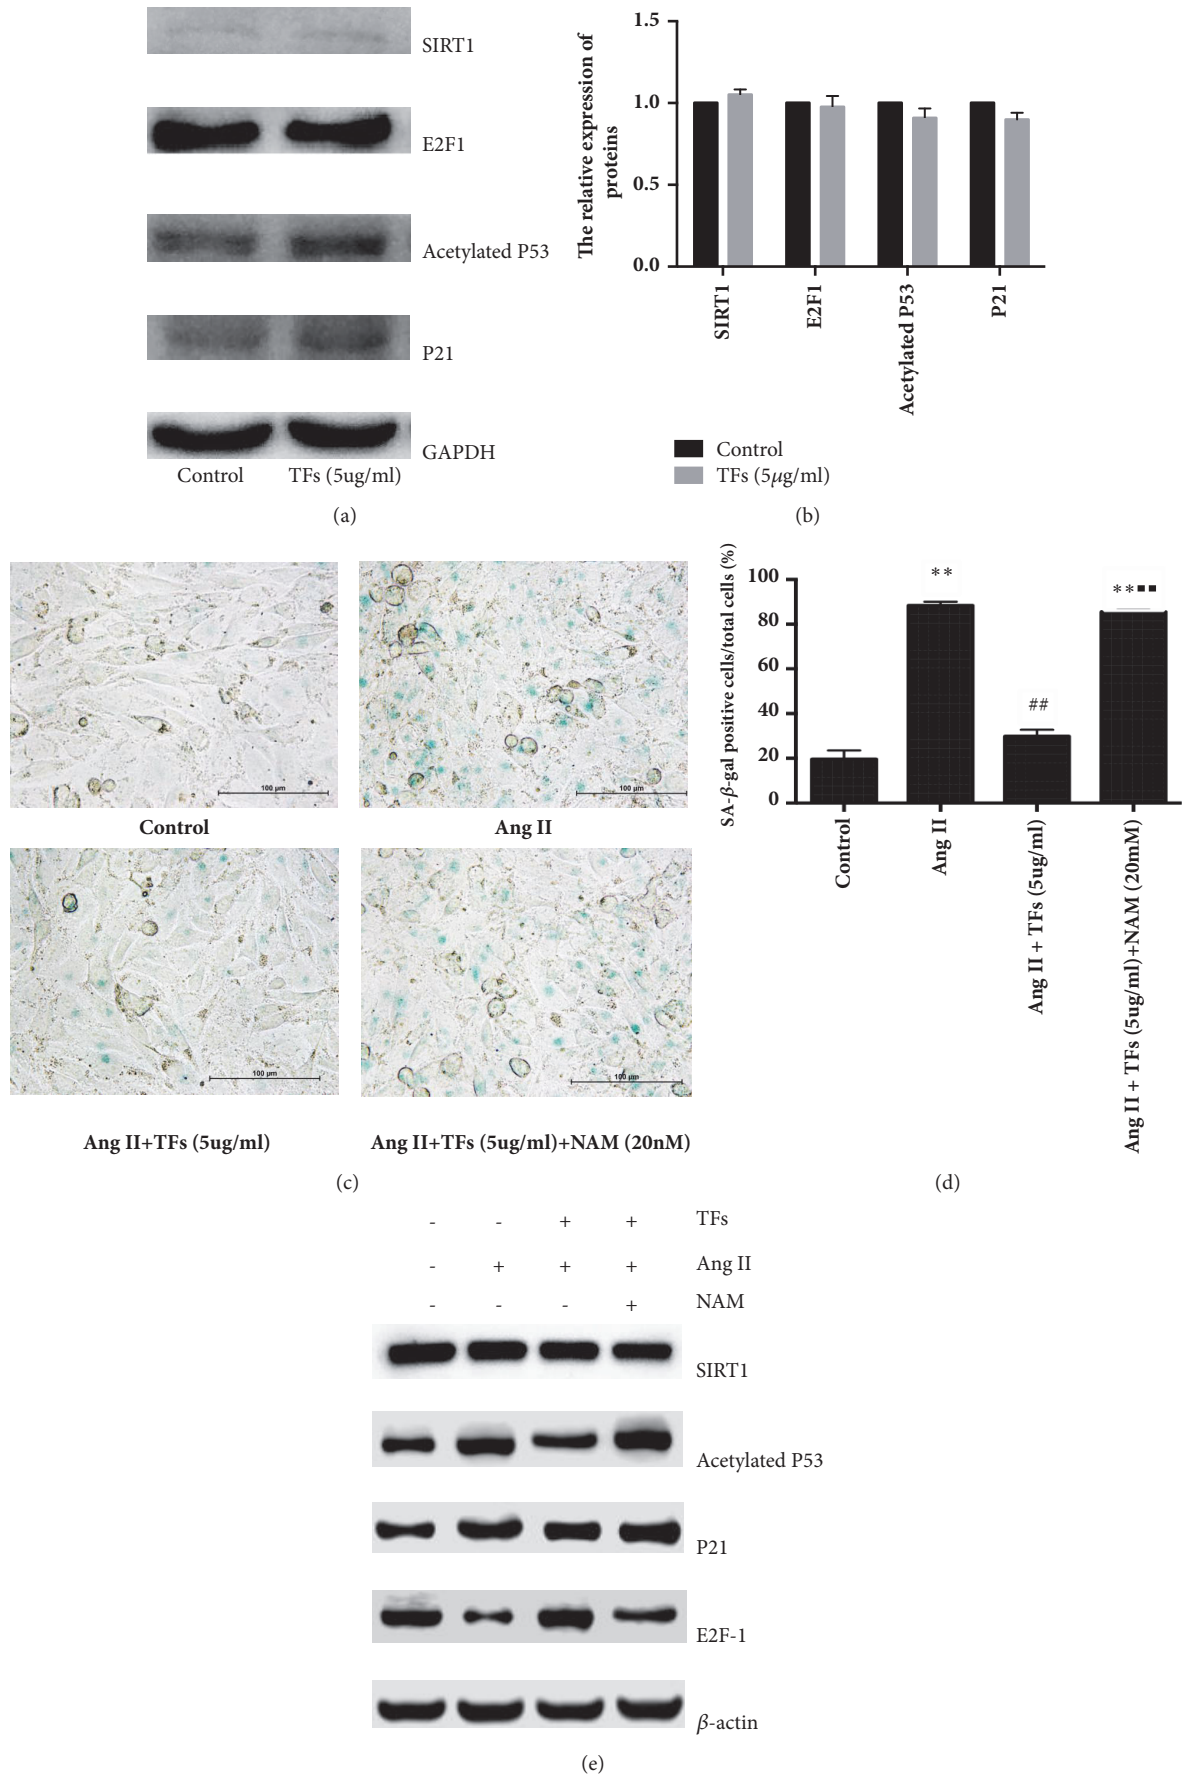 SIRT1
E2F1
Acetylated P53
P21
GAPDH
Control TFs (5ug/ml)
(a)
The relative expression of
proteins
1.5
1.0
0.5
0.0
SIRT1
E2F1
Acetylated P53
P21
Control
TFs (5μg/ml)
(b)
100 μm
Control
100 μm
Ang II
100 μm
Ang II+TFs (5ug/ml)
100 μm
Ang II+TFs (5ug/ml)+NAM (20nM)
(c)
SA-β-gal positive cells/total cells (%)
100
80
60
40
20
0
**
##
**▪▪
Control
Ang II
Ang II + TFs (5ug/ml)
Ang II + TFs (5ug/ml)+NAM (20mM)
(d)
- - + + TFs
- + + + Ang II
- - - + NAM
SIRT1
Acetylated P53
P21
E2F-1
β-actin
(e)